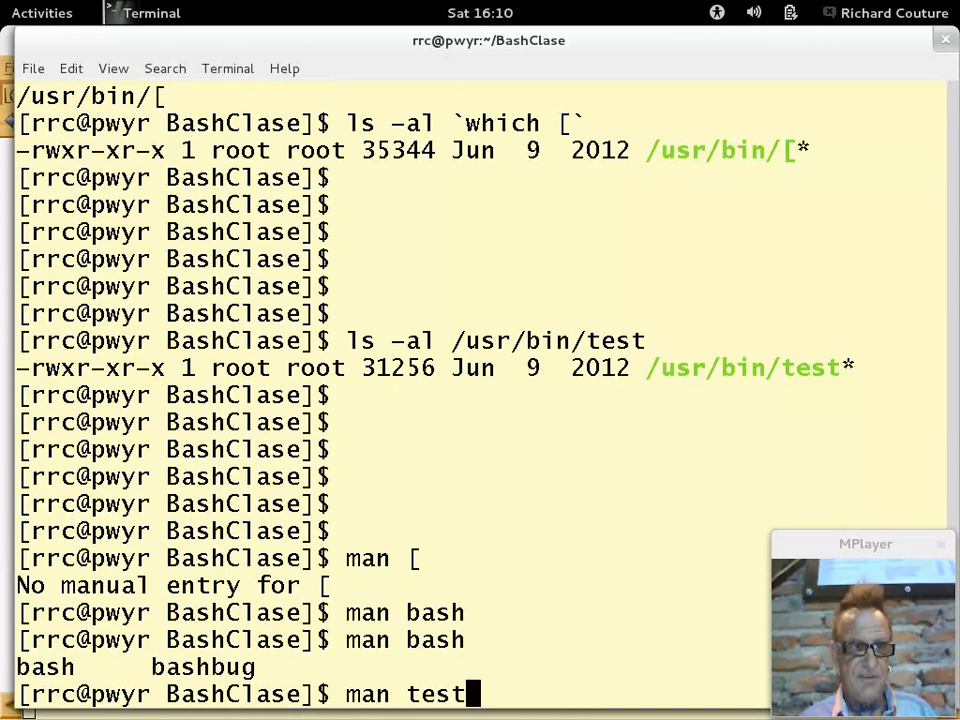 Activities Terminal Sat 16:10 Richard Couture
rrc@pwyr:~/BashClase
File Edit View Search Terminal Help
/usr/bin/[
[rrc@pwyr BashClase]$ ls -al `which [`
-rwxr-xr-x 1 root root 35344 Jun  9  2012 /usr/bin/[*
[rrc@pwyr BashClase]$
[rrc@pwyr BashClase]$
[rrc@pwyr BashClase]$
[rrc@pwyr BashClase]$
[rrc@pwyr BashClase]$
[rrc@pwyr BashClase]$
[rrc@pwyr BashClase]$ ls -al /usr/bin/test
-rwxr-xr-x 1 root root 31256 Jun  9  2012 /usr/bin/test*
[rrc@pwyr BashClase]$
[rrc@pwyr BashClase]$
[rrc@pwyr BashClase]$
[rrc@pwyr BashClase]$
[rrc@pwyr BashClase]$
[rrc@pwyr BashClase]$
[rrc@pwyr BashClase]$ man [
No manual entry for [
[rrc@pwyr BashClase]$ man bash
[rrc@pwyr BashClase]$ man bash
bash     bashbug
[rrc@pwyr BashClase]$ man test
MPlayer